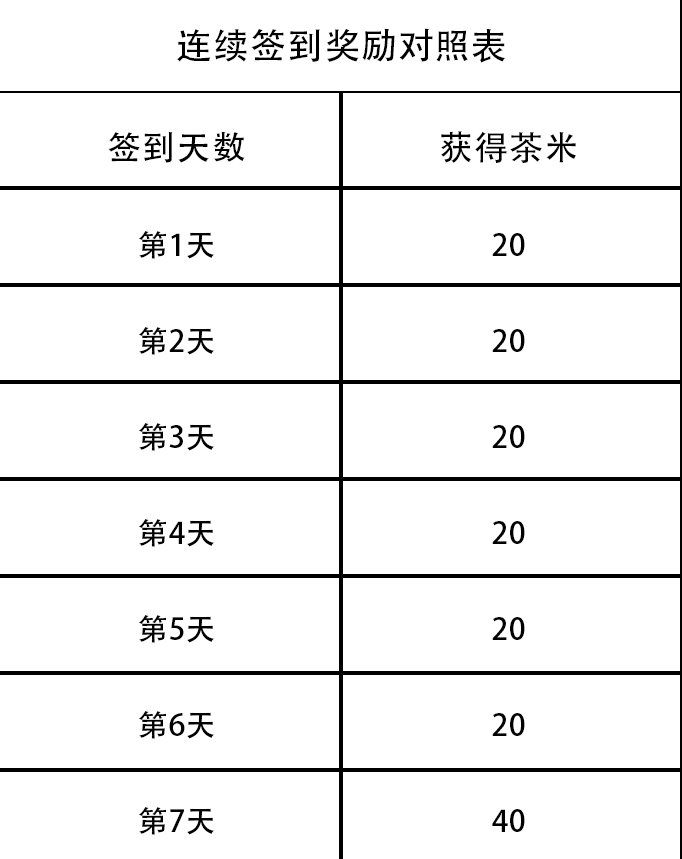 连续签到奖励对照表
签到天数 获得茶米
第1天 20
第2天 20
第3天 20
第4天 20
第5天 20
第6天 20
第7天 40